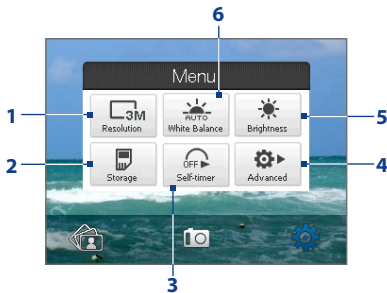 6
Menu
1
3M
AUTO
5
Resolution
White Balance
Brightness
2
OFF
4
Storage
Self-timer
Advanced
3